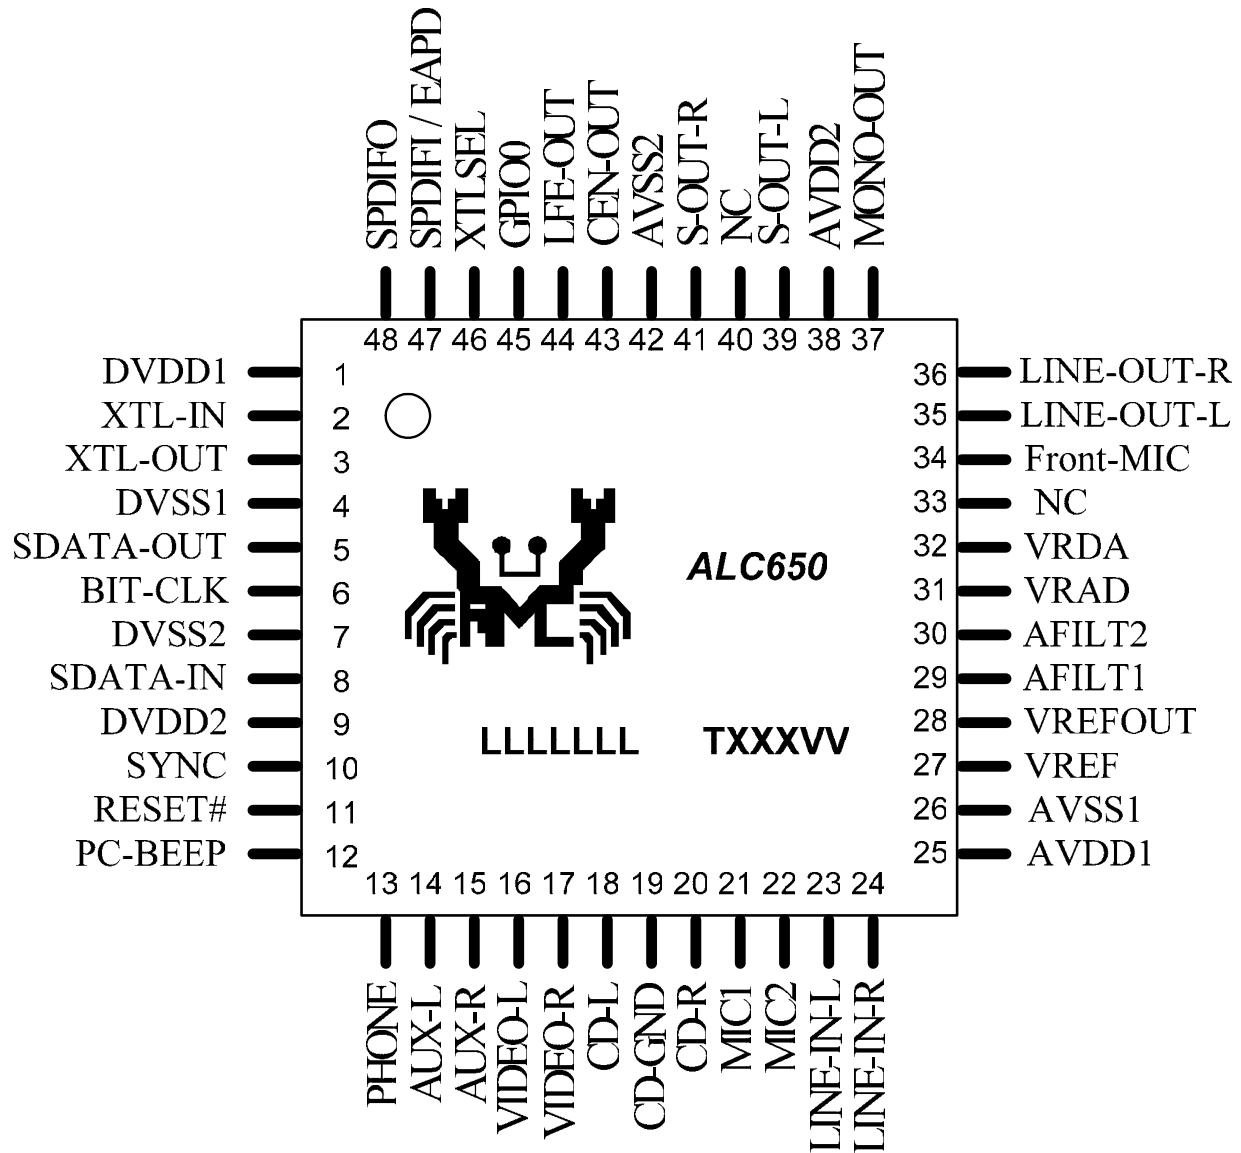 SPDIFO
SPDIFI / EAPD
XTLSEL
GPIO0
LFE-OUT
CEN-OUT
AVSS2
S-OUT-R
NC
S-OUT-L
AVDD2
MONO-OUT
48 47 46 45 44 43 42 41 40 39 38 37
DVDD1 1
XTL-IN 2
XTL-OUT 3
DVSS1 4
SDATA-OUT 5
BIT-CLK 6
DVSS2 7
SDATA-IN 8
DVDD2 9
SYNC 10
RESET# 11
PC-BEEP 12
ALC650
LLLLLLL TXXXVV
36 LINE-OUT-R
35 LINE-OUT-L
34 Front-MIC
33 NC
32 VRDA
31 VRAD
30 AFILT2
29 AFILT1
28 VREFOUT
27 VREF
26 AVSS1
25 AVDD1
13 14 15 16 17 18 19 20 21 22 23 24
PHONE
AUX-L
AUX-R
VIDEO-L
VIDEO-R
CD-L
CD-GND
CD-R
MIC1
MIC2
LINE-IN-L
LINE-IN-R